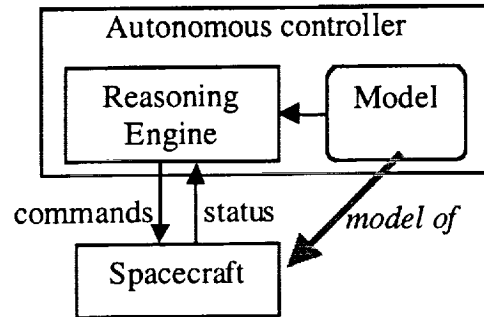 Autonomous controller
Reasoning
Engine
Model
commands
status
model of
Spacecraft